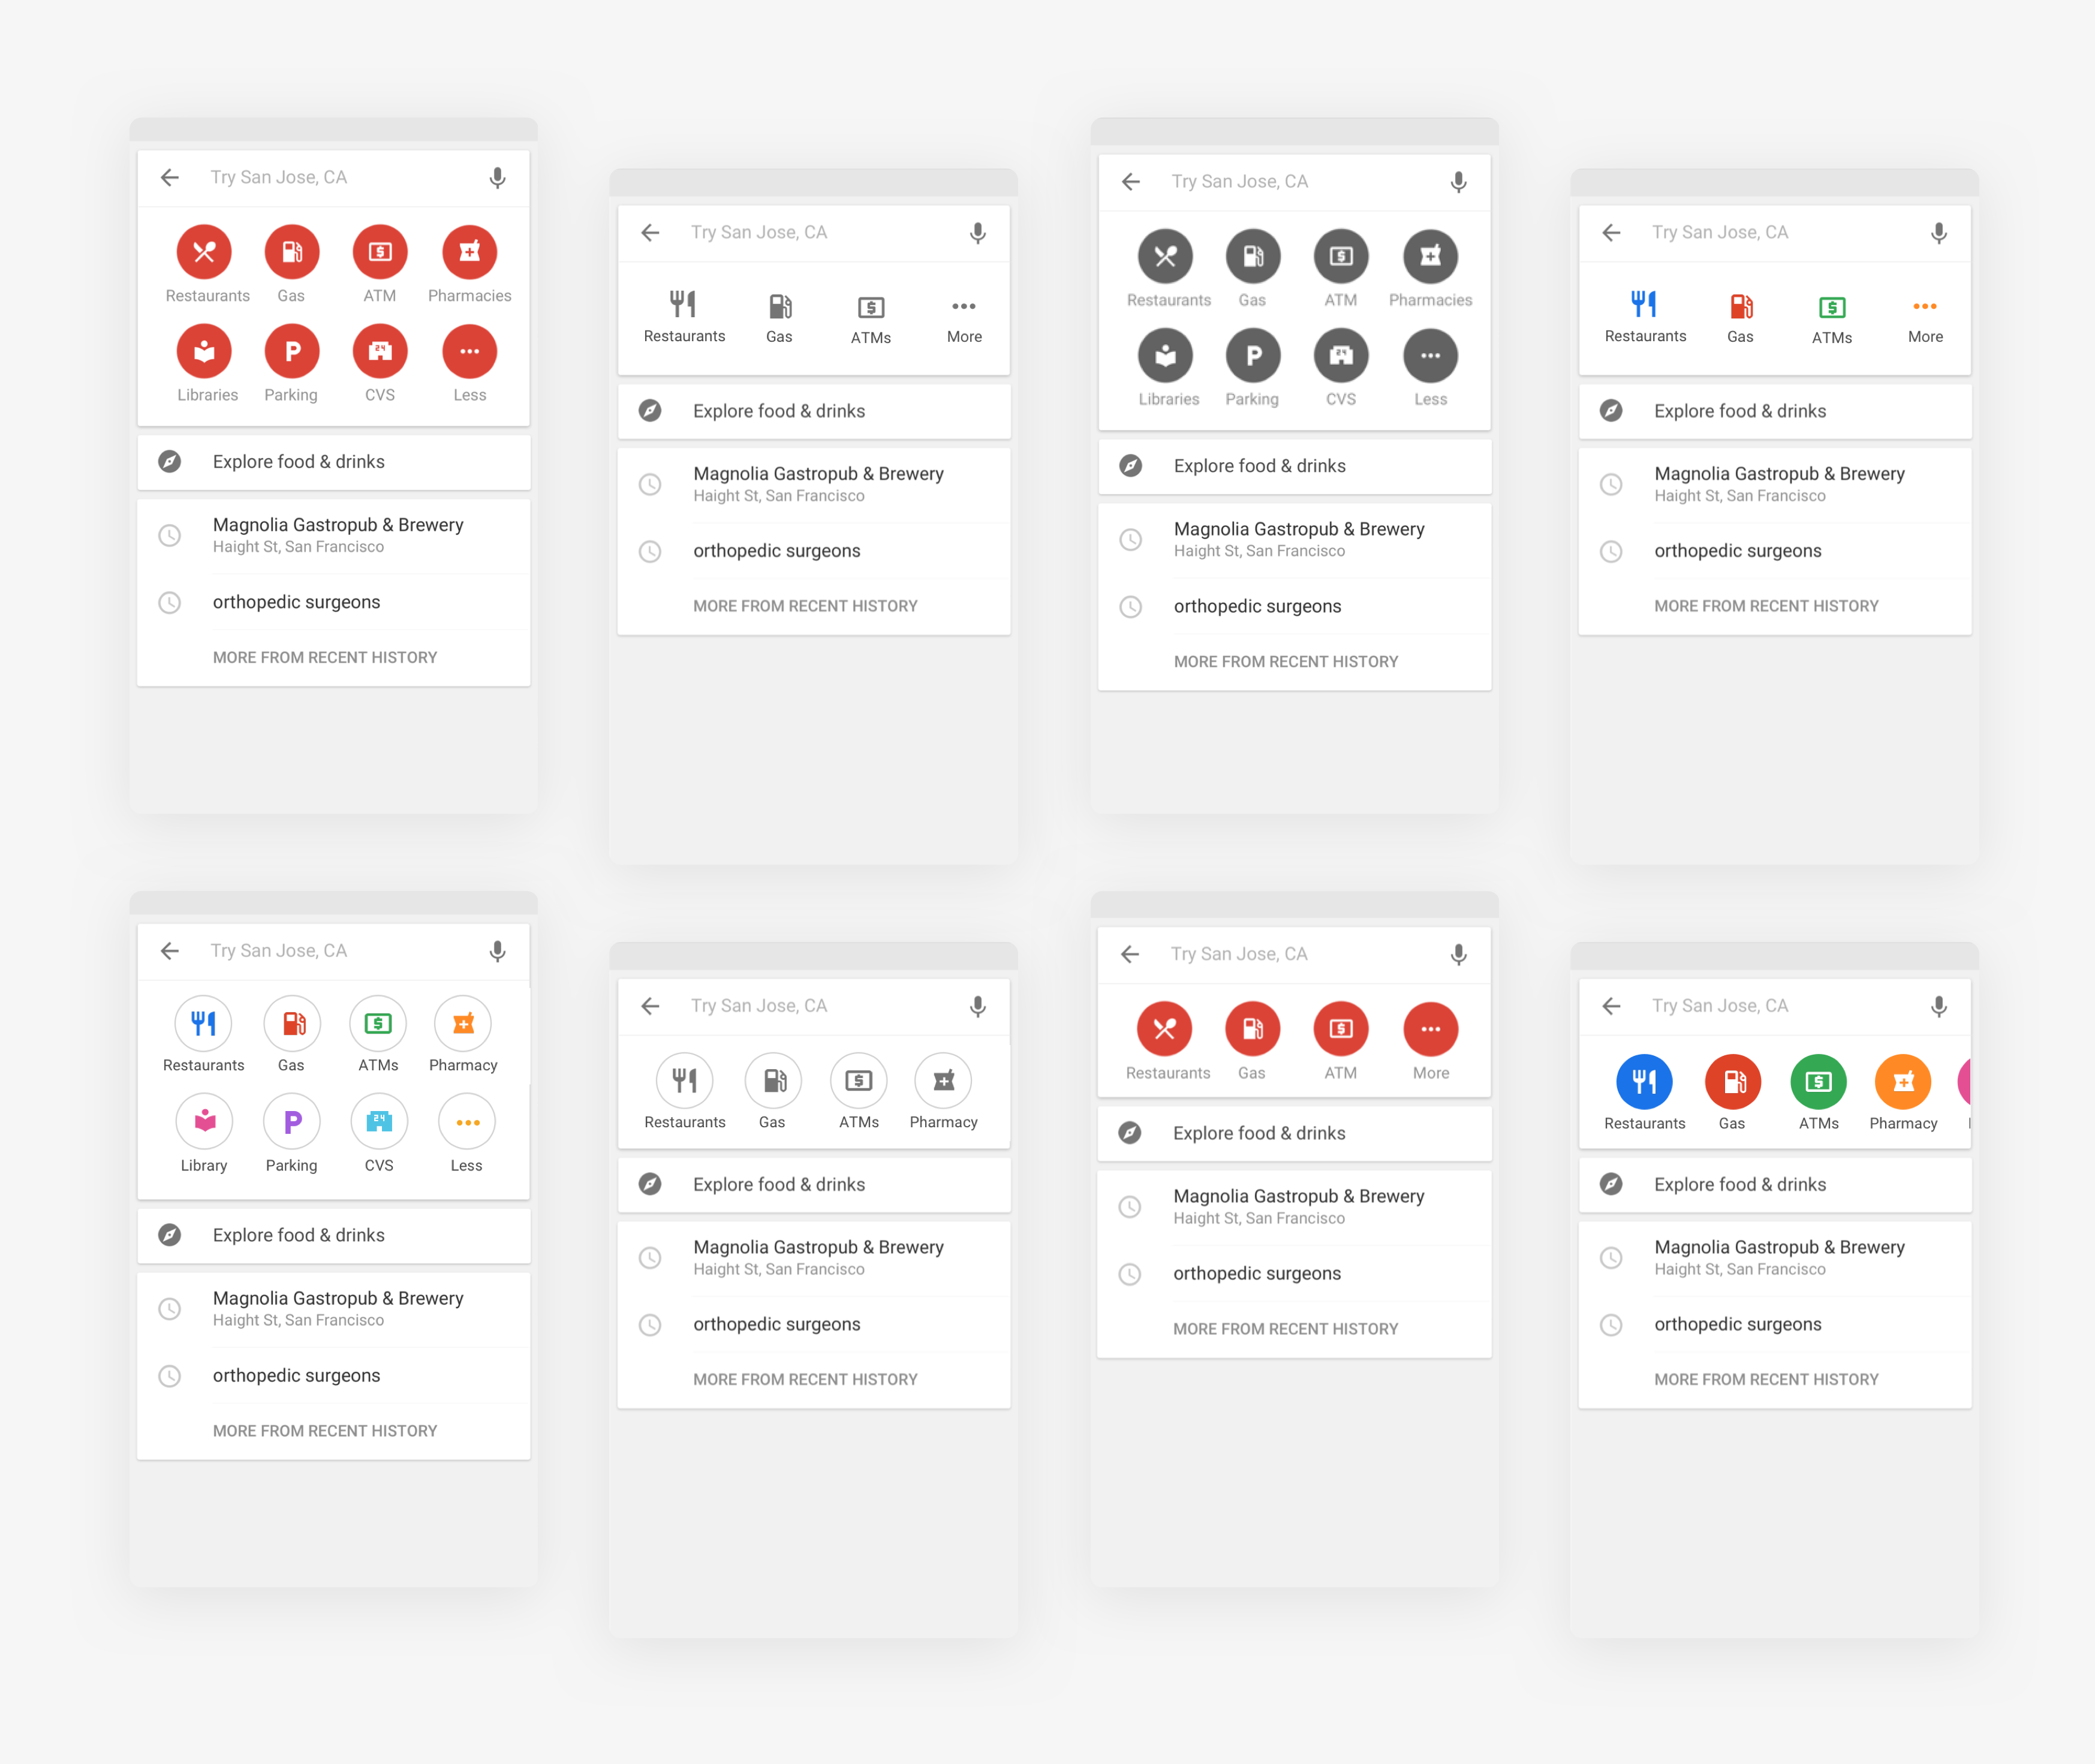 Try San Jose, CA
Restaurants Gas ATM Pharmacies
Libraries Parking CVS Less
Explore food & drinks
Magnolia Gastropub & Brewery
Haight St, San Francisco
orthopedic surgeons
MORE FROM RECENT HISTORY
Try San Jose, CA
Restaurants Gas ATMs More
Explore food & drinks
Magnolia Gastropub & Brewery
Haight St, San Francisco
orthopedic surgeons
MORE FROM RECENT HISTORY
Try San Jose, CA
Restaurants Gas ATM Pharmacies
P
24
Libraries Parking CVS Less
Explore food & drinks
Magnolia Gastropub & Brewery
Haight St, San Francisco
orthopedic surgeons
MORE FROM RECENT HISTORY
Try San Jose, CA
Restaurants Gas ATMs More
Explore food & drinks
Magnolia Gastropub & Brewery
Haight St, San Francisco
orthopedic surgeons
MORE FROM RECENT HISTORY
Try San Jose, CA
Restaurants Gas ATMs Pharmacy
P
24
Library Parking CVS Less
Explore food & drinks
Magnolia Gastropub & Brewery
Haight St, San Francisco
orthopedic surgeons
MORE FROM RECENT HISTORY
Try San Jose, CA
Restaurants Gas ATMs Pharmacy
Explore food & drinks
Magnolia Gastropub & Brewery
Haight St, San Francisco
orthopedic surgeons
MORE FROM RECENT HISTORY
Try San Jose, CA
Restaurants Gas ATM More
Explore food & drinks
Magnolia Gastropub & Brewery
Haight St, San Francisco
orthopedic surgeons
MORE FROM RECENT HISTORY
Try San Jose, CA
Restaurants Gas ATMs Pharmacy
Explore food & drinks
Magnolia Gastropub & Brewery
Haight St, San Francisco
orthopedic surgeons
MORE FROM RECENT HISTORY